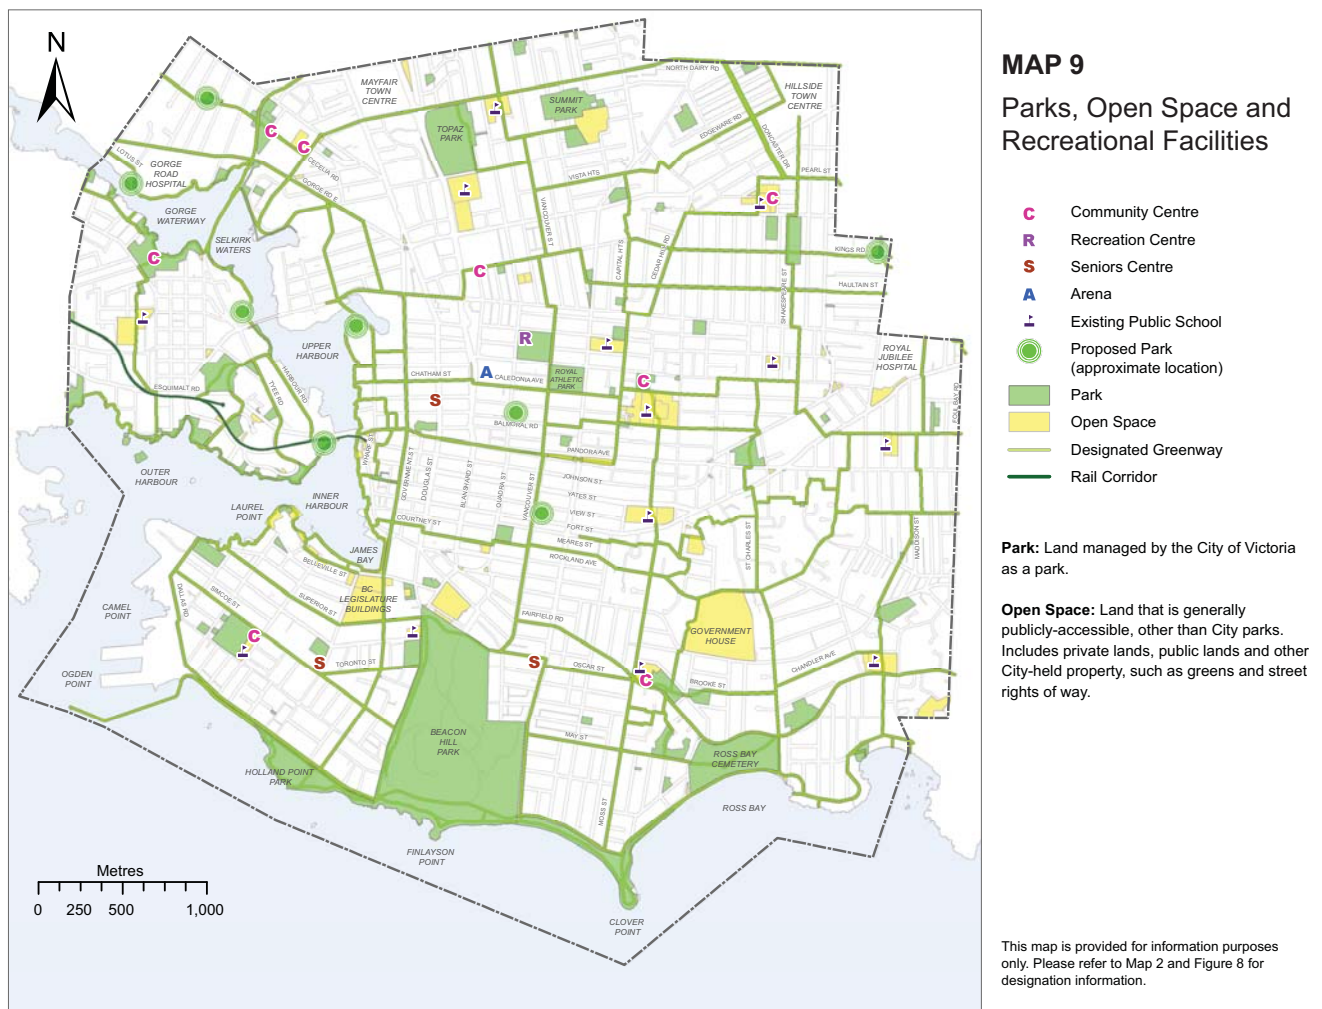 N
MAYFAIR
TOWN
CENTRE
NORTH DAIRY RD
HILLSIDE
TOWN
CENTRE
SUMMIT
PARK
TOPAZ
PARK
EDGEWARE RD
DONCASTER DR
C
C
LOTUS ST
GORGE
ROAD
HOSPITAL
CECELIA RD
GORGE RD E
VISTA HTS
PEARL ST
C
GORGE
WATERWAY
SELKIRK
WATERS
VANCOUVER ST
CAPITAL HTS
CEDAR HILL RD
KINGS RD
C
C
HAULTAIN ST
SHAKESPEARE ST
UPPER
HARBOUR
R
ROYAL
JUBILEE
HOSPITAL
CHATHAM ST
A
CALEDONIA AVE
ROYAL
ATHLETIC
PARK
C
ESQUIMALT RD
TYEE RD
HARBOUR RD
S
FOUL BAY RD
BALMORAL RD
WHARF ST
PANDORA AVE
GOVERNMENT ST
DOUGLAS ST
BLANSHARD ST
QUADRA ST
VANCOUVER ST
JOHNSON ST
YATES ST
VIEW ST
FORT ST
OUTER
HARBOUR
INNER
HARBOUR
LAUREL
POINT
COURTNEY ST
MEARES ST
ROCKLAND AVE
ST CHARLES ST
MADDISON ST
JAMES
BAY
BELLEVILLE ST
BC
LEGISLATURE
BUILDINGS
DALLAS RD
SIMCOE ST
SUPERIOR ST
CAMEL
POINT
FAIRFIELD RD
GOVERNMENT
HOUSE
C
S
TORONTO ST
S
OSCAR ST
C
BROOKE ST
CHANDLER AVE
OGDEN
POINT
BEACON
HILL
PARK
MAY ST
ROSS BAY
CEMETERY
HOLLAND POINT
PARK
MOSS ST
ROSS BAY
FINLAYSON
POINT
CLOVER
POINT
Metres
0 250 500 1,000
MAP 9
Parks, Open Space and
Recreational Facilities
C Community Centre
R Recreation Centre
S Seniors Centre
A Arena
Existing Public School
Proposed Park
(approximate location)
Park
Open Space
Designated Greenway
Rail Corridor
Park: Land managed by the City of Victoria
as a park.
Open Space: Land that is generally
publicly-accessible, other than City parks.
Includes private lands, public lands and other
City-held property, such as greens and street
rights of way.
This map is provided for information purposes
only. Please refer to Map 2 and Figure 8 for
designation information.